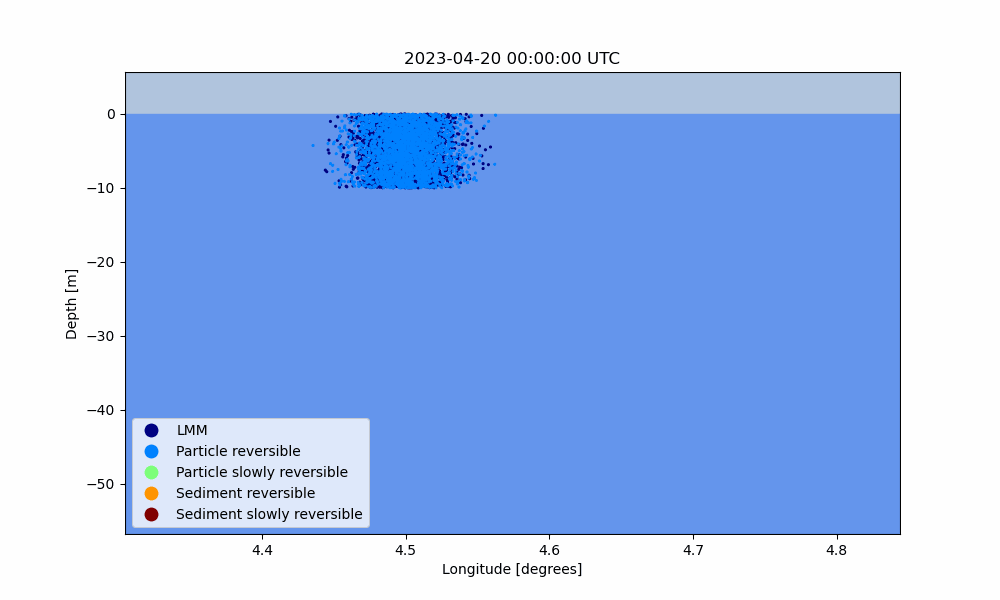 2023-04-20 00:00:00 UTC
0
−10
−20
−30
−40
−50
Depth [m]
LMM
Particle reversible
Particle slowly reversible
Sediment reversible
Sediment slowly reversible
4.4 4.5 4.6 4.7 4.8
Longitude [degrees]